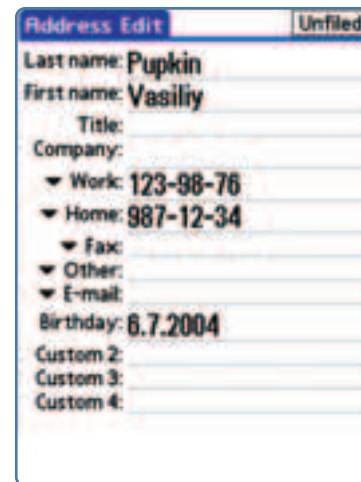 Address Edit Unfiled
Last name: Pupkin
First name: Vasiliy
Title:
Company:
Work: 123-98-76
Home: 987-12-34
Fax:
Other:
E-mail:
Birthday: 6.7.2004
Custom 2:
Custom 3:
Custom 4: